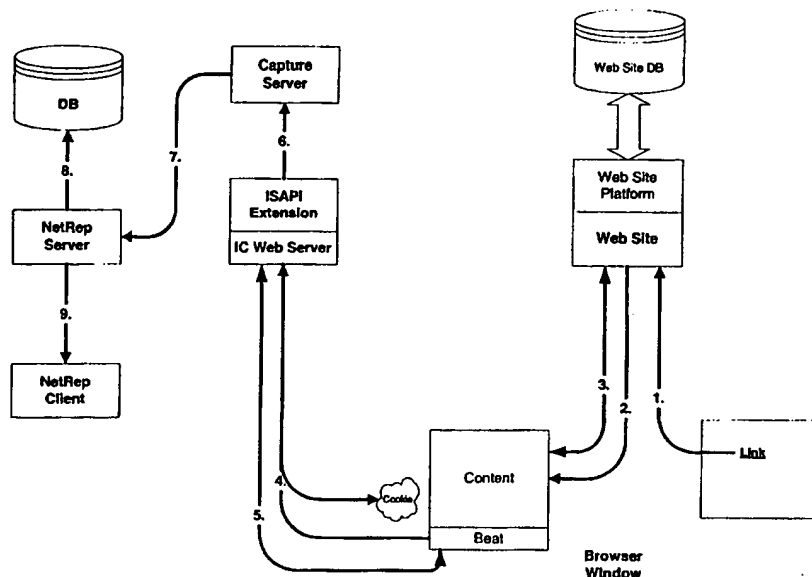 DB
Capture
Server
Web Site DB
8.
7.
6.
NetRep
Server
ISAPI
Extension
IC Web Server
Web Site
Platform
Web Site
9.
NetRep
Client
3.
2.
1.
Link
Content
Cookie
4.
5.
Beat
Browser
Window